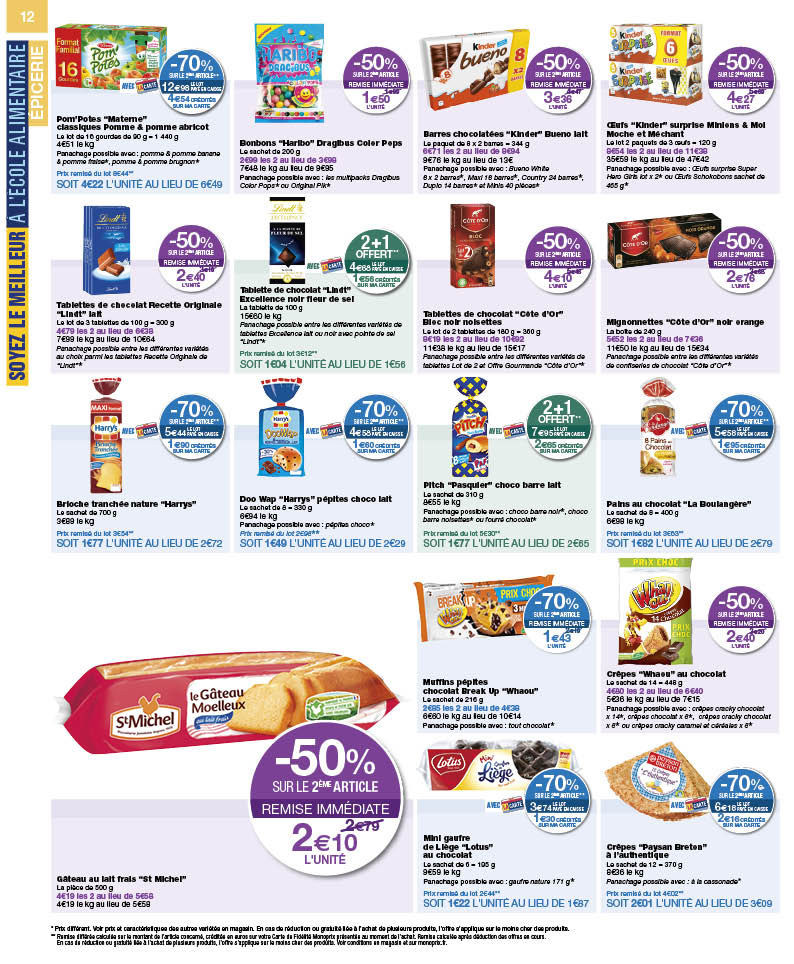 12
SOYEZ LE MEILLEUR À L'ÉCOLE ALIMENTAIRE
ÉPICERIE
Format
Familial
16
Gourdes
Pom'
Potes
-70%
SUR LE 2ÈME ARTICLE**
AVEC CARTE
12€98 LE LOT PAYÉ EN CAISSE
4€54 CRÉDITÉS
SUR MA CARTE
Pom'Potes "Materne"
classiques Pomme & pomme abricot
Le lot de 16 gourdes de 90 g = 1 440 g
4€51 le kg
Panachage possible avec : pomme & pomme banane
& pomme fraise*, pomme & pomme brugnon*
Prix remisé du lot 8€44**
SOIT 4€22 L'UNITÉ AU LIEU DE 6€49
HARIBO
DRAGIBUS
-50%
SUR LE 2ÈME ARTICLE
REMISE IMMÉDIATE
1€50
L'UNITÉ
Bonbons "Haribo" Dragibus Color Pops
Le sachet de 200 g
2€99 les 2 au lieu de 3€98
7€48 le kg au lieu de 9€95
Panachage possible avec : les multipacks Dragibus
Color Pops* ou Original Pik*
Kinder
bueno
8
x2
-50%
SUR LE 2ÈME ARTICLE
REMISE IMMÉDIATE
3€36
L'UNITÉ
Barres chocolatées "Kinder" Bueno lait
Le paquet de 8 x 2 barres = 344 g
6€71 les 2 au lieu de 8€94
9€76 le kg au lieu de 13€
Panachage possible avec : Bueno White
8 x 2 barres*, Maxi 18 barres*, Country 24 barres*,
Duplo 14 barres* et Minis 40 pièces*
Kinder
SURPRISE
FORMAT
6
ŒUFS
-50%
SUR LE 2ÈME ARTICLE
REMISE IMMÉDIATE
4€27
L'UNITÉ
Œufs "Kinder" surprise Minions & Moi
Moche et Méchant
Le lot 2 paquets de 3 œufs = 120 g
8€54 les 2 au lieu de 11€38
35€59 le kg au lieu de 47€42
Panachage possible avec : Œufs surprise Super
Hero Girls lot x 2* ou Œufs Schokobons sachet de
465 g*
Lindt
-50%
SUR LE 2ÈME ARTICLE
REMISE IMMÉDIATE
2€40
L'UNITÉ
Tablettes de chocolat Recette Originale
"Lindt" lait
Le lot de 3 tablettes de 100 g = 300 g
4€79 les 2 au lieu de 6€38
7€99 le kg au lieu de 10€64
Panachage possible entre les différentes variétés
au choix parmi les tablettes Recette Originale de
"Lindt"*
Lindt
EXCELLENCE
À LA POINTE DE
FLEUR DE SEL
2+1
OFFERT**
AVEC CARTE
4€68 LE LOT PAYÉ EN CAISSE
1€56 CRÉDITÉS
SUR MA CARTE
Tablette de chocolat "Lindt"
Excellence noir fleur de sel
La tablette de 100 g
15€60 le kg
Panachage possible entre les différentes variétés de
tablettes Excellence lait ou noir avec pointe de sel
"Lindt"*
Prix remisé du lot 3€12**
SOIT 1€04 L'UNITÉ AU LIEU DE 1€56
CÔTE D'OR
BLOC
-50%
SUR LE 2ÈME ARTICLE
REMISE IMMÉDIATE
4€10
L'UNITÉ
Tablettes de chocolat "Côte d'Or"
Bloc noir noisettes
Le lot de 2 tablettes de 180 g = 360 g
8€19 les 2 au lieu de 10€92
11€38 le kg au lieu de 15€17
Panachage possible entre les différentes variétés de
tablettes Lot de 2 et Offre Gourmande "Côte d'Or"*
CÔTE D'OR
NOIR ORANGE
-50%
SUR LE 2ÈME ARTICLE
REMISE IMMÉDIATE
2€76
L'UNITÉ
Mignonnettes "Côte d'Or" noir orange
La boîte de 240 g
5€52 les 2 au lieu de 7€36
11€50 le kg au lieu de 15€34
Panachage possible entre les différentes variétés
de confiseries de chocolat "Côte d'Or"*
MAXI Format
Harrys
Brioche
Tranchée
-70%
SUR LE 2ÈME ARTICLE**
AVEC CARTE
5€44 LE LOT PAYÉ EN CAISSE
1€90 CRÉDITÉS
SUR MA CARTE
Brioche tranchée nature "Harrys"
Le sachet de 700 g
3€89 le kg
Prix remisé du lot 3€54**
SOIT 1€77 L'UNITÉ AU LIEU DE 2€72
Harrys
DooWap
-70%
SUR LE 2ÈME ARTICLE**
AVEC CARTE
4€58 LE LOT PAYÉ EN CAISSE
1€60 CRÉDITÉS
SUR MA CARTE
Doo Wap "Harrys" pépites choco lait
Le sachet de 8 = 330 g
6€94 le kg
Panachage possible avec : pépites choco*
Prix remisé du lot 2€98**
SOIT 1€49 L'UNITÉ AU LIEU DE 2€29
PITCH
2+1
OFFERT**
AVEC CARTE
7€95 LE LOT PAYÉ EN CAISSE
2€65 CRÉDITÉS
SUR MA CARTE
Pitch "Pasquier" choco barre lait
Le sachet de 310 g
8€55 le kg
Panachage possible avec : choco barre noir*, choco
barre noisettes* ou fourré chocolat*
Prix remisé du lot 5€30**
SOIT 1€77 L'UNITÉ AU LIEU DE 2€65
8 Pains au
Chocolat
-70%
SUR LE 2ÈME ARTICLE**
AVEC CARTE
5€58 LE LOT PAYÉ EN CAISSE
1€95 CRÉDITÉS
SUR MA CARTE
Pains au chocolat "La Boulangère"
Le sachet de 8 = 400 g
6€98 le kg
Prix remisé du lot 3€63**
SOIT 1€82 L'UNITÉ AU LIEU DE 2€79
St Michel
le Gâteau
Moelleux
au lait frais
-50%
SUR LE 2ÈME ARTICLE
REMISE IMMÉDIATE
2€79
2€10
L'UNITÉ
Gâteau au lait frais "St Michel"
La pièce de 500 g
4€19 les 2 au lieu de 5€58
4€19 le kg au lieu de 5€58
BREAK UP
PRIX CHOC
-70%
SUR LE 2ÈME ARTICLE
REMISE IMMÉDIATE
1€43
L'UNITÉ
Muffins pépites
chocolat Break Up "Whaou"
Le sachet de 216 g
2€85 les 2 au lieu de 4€38
6€60 le kg au lieu de 10€14
Panachage possible avec : tout chocolat*
PRIX CHOC
Whaou
14 Chocolat
PRIX
CHOC
-50%
SUR LE 2ÈME ARTICLE
REMISE IMMÉDIATE
3€20
2€40
L'UNITÉ
Crêpes "Whaou" au chocolat
Le sachet de 14 = 448 g
4€80 les 2 au lieu de 6€40
5€36 le kg au lieu de 7€15
Panachage possible avec : crêpes cracky chocolat
x 14*, crêpes chocolat x 8*, crêpes cracky chocolat
x 8* ou crêpes cracky caramel et céréales x 8*
Lotus
Mini
Gaufre
Liège
-70%
SUR LE 2ÈME ARTICLE**
AVEC CARTE
3€74 LE LOT PAYÉ EN CAISSE
1€30 CRÉDITÉS
SUR MA CARTE
Mini gaufre
de Liège "Lotus"
au chocolat
Le sachet de 6 = 195 g
9€59 le kg
Panachage possible avec : gaufre nature 171 g*
Prix remisé du lot 2€44**
SOIT 1€22 L'UNITÉ AU LIEU DE 1€87
PAYSAN
BRETON
La Crêpe
L'authentique
-70%
SUR LE 2ÈME ARTICLE**
AVEC CARTE
6€18 LE LOT PAYÉ EN CAISSE
2€16 CRÉDITÉS
SUR MA CARTE
Crêpes "Paysan Breton"
à l'authentique
Le sachet de 12 = 370 g
8€36 le kg
Panachage possible avec : à la cassonade*
Prix remisé du lot 4€02**
SOIT 2€01 L'UNITÉ AU LIEU DE 3€09
* Prix différent. Voir prix et caractéristiques des autres variétés en magasin. En cas de réduction ou gratuité liée à l'achat de plusieurs produits, l'offre s'applique sur le moins cher des produits.
** Remise différée calculée sur le montant de l'article concerné, créditée en euros sur votre Carte de Fidélité Monoprix présentée au moment de l'achat. Remise calculée après déduction des offres en cours.
En cas de réduction ou gratuité liée à l'achat de plusieurs produits, l'offre s'applique sur le moins cher des produits. Voir conditions en magasin et sur monoprix.fr.